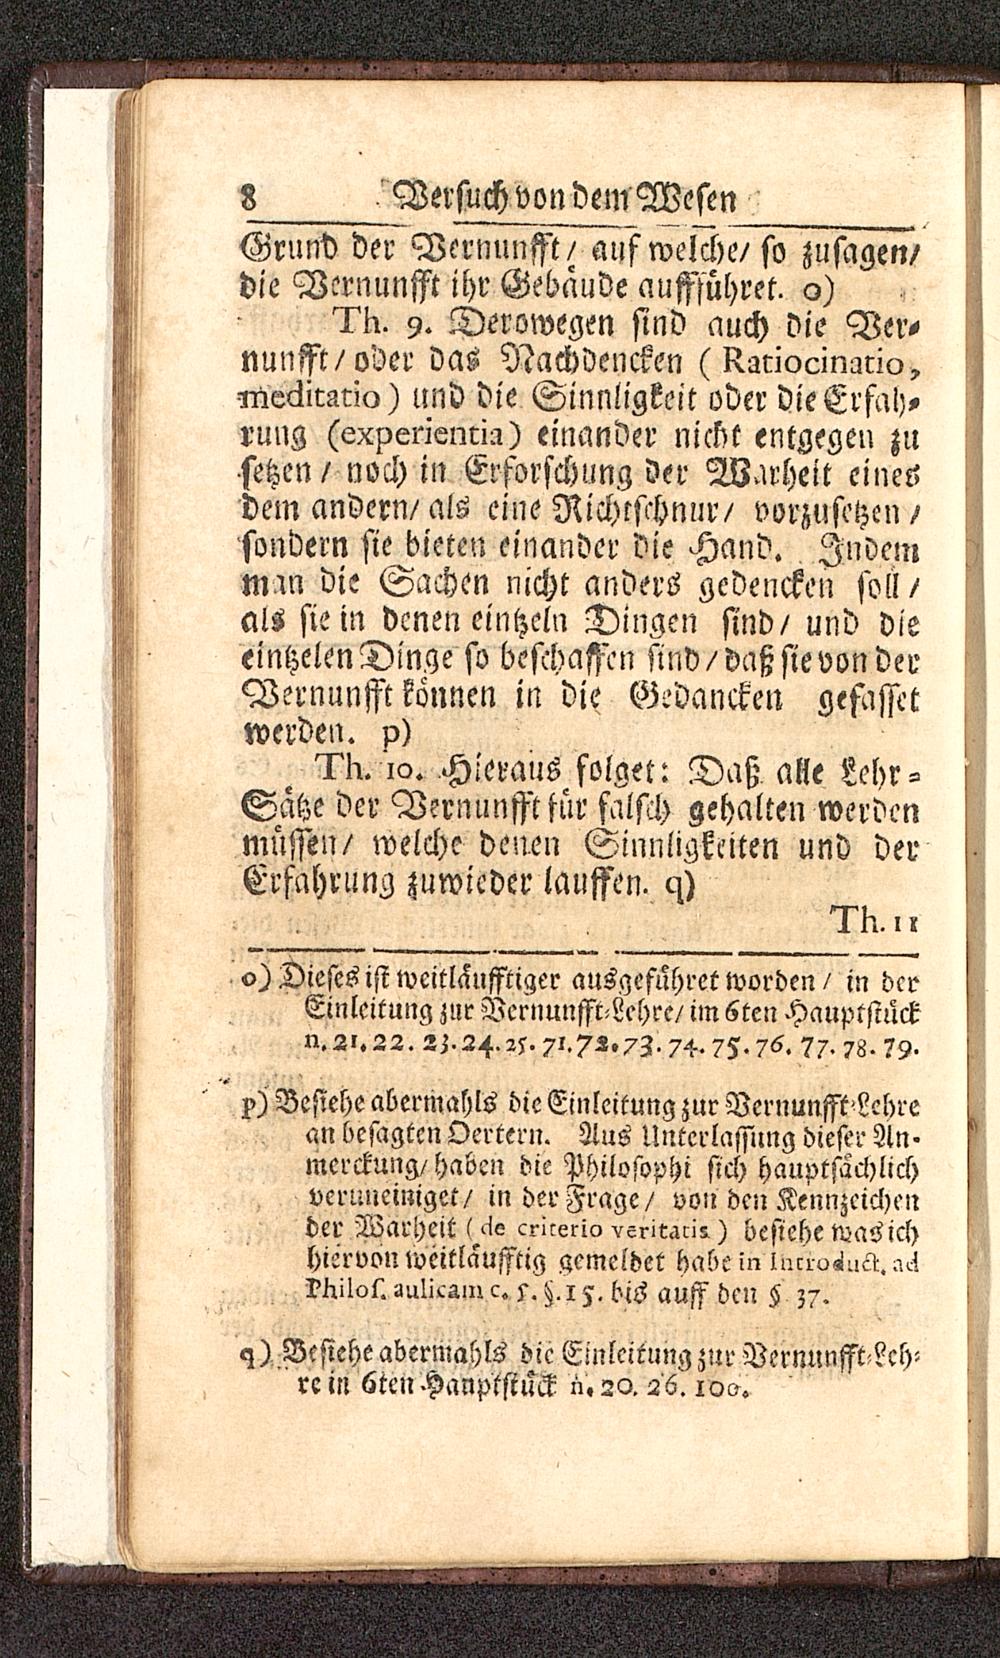 8 Versuch von dem Wesen
Grund der Vernunfft / auf welche / so zusagen /
die Vernunfft ihr Gebäude aufführet. o)
Th. 9. Derowegen sind auch die Ver-
nunfft / oder das Nachdencken ( Ratiocinatio,
meditatio ) und die Sinnligkeit oder die Erfah-
rung (experientia) einander nicht entgegen zu
setzen / noch in Erforschung der Warheit eines
dem andern / als eine Richtschnur / vorzusetzen /
sondern sie bieten einander die Hand. Indem
man die Sachen nicht anders gedencken soll /
als sie in denen eintzeln Dingen sind / und die
eintzelen Dinge so beschaffen sind / daß sie von der
Vernunfft können in die Gedancken gefasset
werden. p)
Th. 10. Hieraus folget: Daß alle Lehr-
Sätze der Vernunfft für falsch gehalten werden
müssen / welche denen Sinnligkeiten und der
Erfahrung zuwieder lauffen. q)
Th. 11
o) Dieses ist weitläufftiger ausgeführet worden / in der
Einleitung zur Vernunfft-Lehre / im 6ten Hauptstück
n. 21. 22. 23. 24. 25. 71. 72. 73. 74. 75. 76. 77. 78. 79.
p) Besiehe abermahls die Einleitung zur Vernunfft-Lehre
an besagten Oertern. Aus Unterlassung dieser An-
merckung / haben die Philosophi sich hauptsächlich
veruneiniget / in der Frage / von den Kennzeichen
der Warheit ( de criterio veritatis ) besiehe was ich
hiervon weitläufftig gemeldet habe in Introduct. ad
Philos. aulicam c. 5. §. 15. bis auff den § 37.
q) Besiehe abermahls die Einleitung zur Vernunfft-Leh-
re in 6ten Hauptstück n. 20. 26. 100.